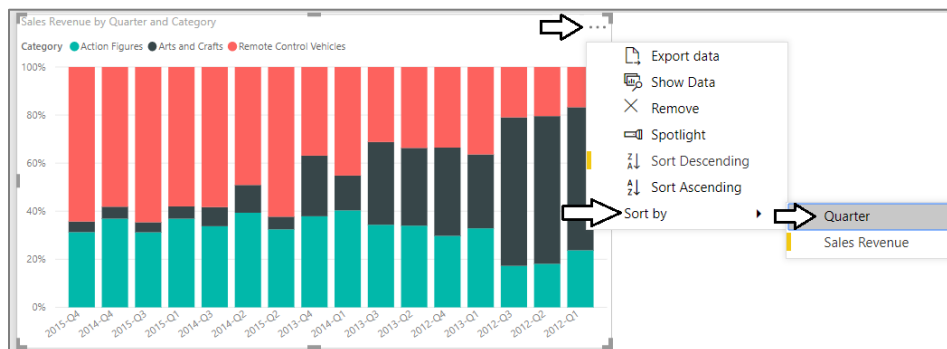 Sales Revenue by Quarter and Category
Category Action Figures Arts and Crafts Remote Control Vehicles
100%
80%
60%
40%
20%
0%
2015-Q4
2014-Q4
2015-Q3
2015-Q1
2014-Q3
2014-Q2
2015-Q2
2013-Q4
2014-Q1
2013-Q3
2013-Q2
2012-Q4
2013-Q1
2012-Q3
2012-Q2
2012-Q1
Export data
Show Data
Remove
Spotlight
Sort Descending
Sort Ascending
Sort by
Quarter
Sales Revenue